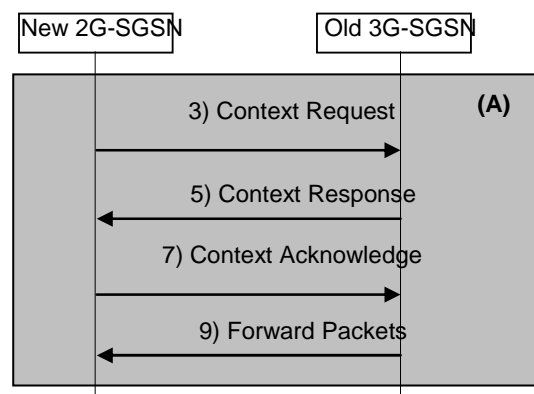 New 2G-SGSN
Old 3G-SGSN
(A)
3) Context Request
5) Context Response
7) Context Acknowledge
9) Forward Packets